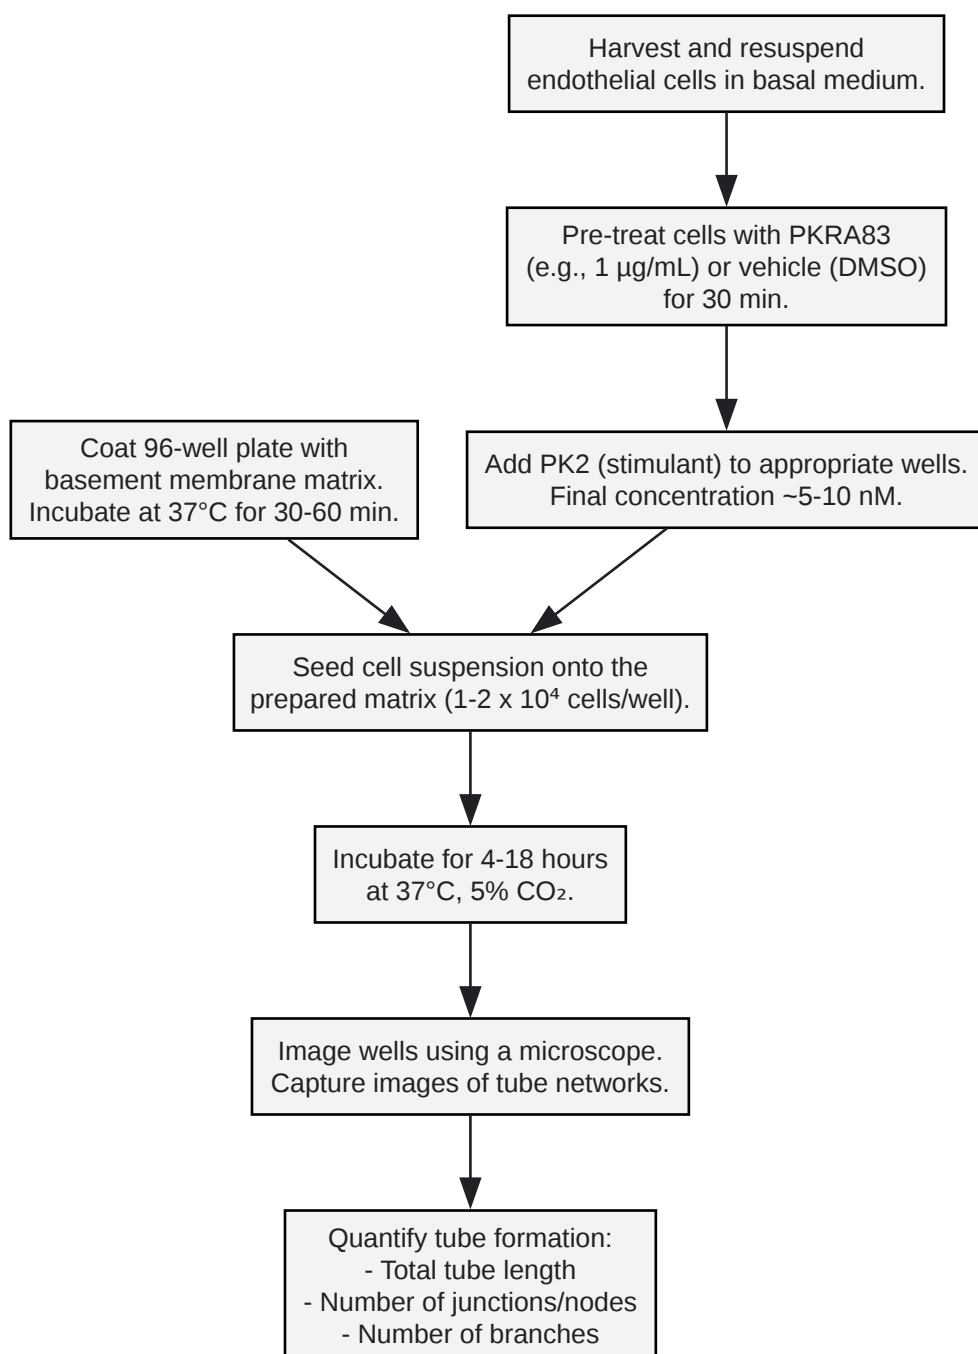 Harvest and resuspend
endothelial cells in basal medium.
Pre-treat cells with PKRA83
(e.g., 1 µg/mL) or vehicle (DMSO)
for 30 min.
Coat 96-well plate with
basement membrane matrix.
Incubate at 37°C for 30-60 min.
Add PK2 (stimulant) to appropriate wells.
Final concentration ~5-10 nM.
Seed cell suspension onto the
prepared matrix (1-2 x 10⁴ cells/well).
Incubate for 4-18 hours
at 37°C, 5% CO₂.
Image wells using a microscope.
Capture images of tube networks.
Quantify tube formation:
- Total tube length
- Number of junctions/nodes
- Number of branches